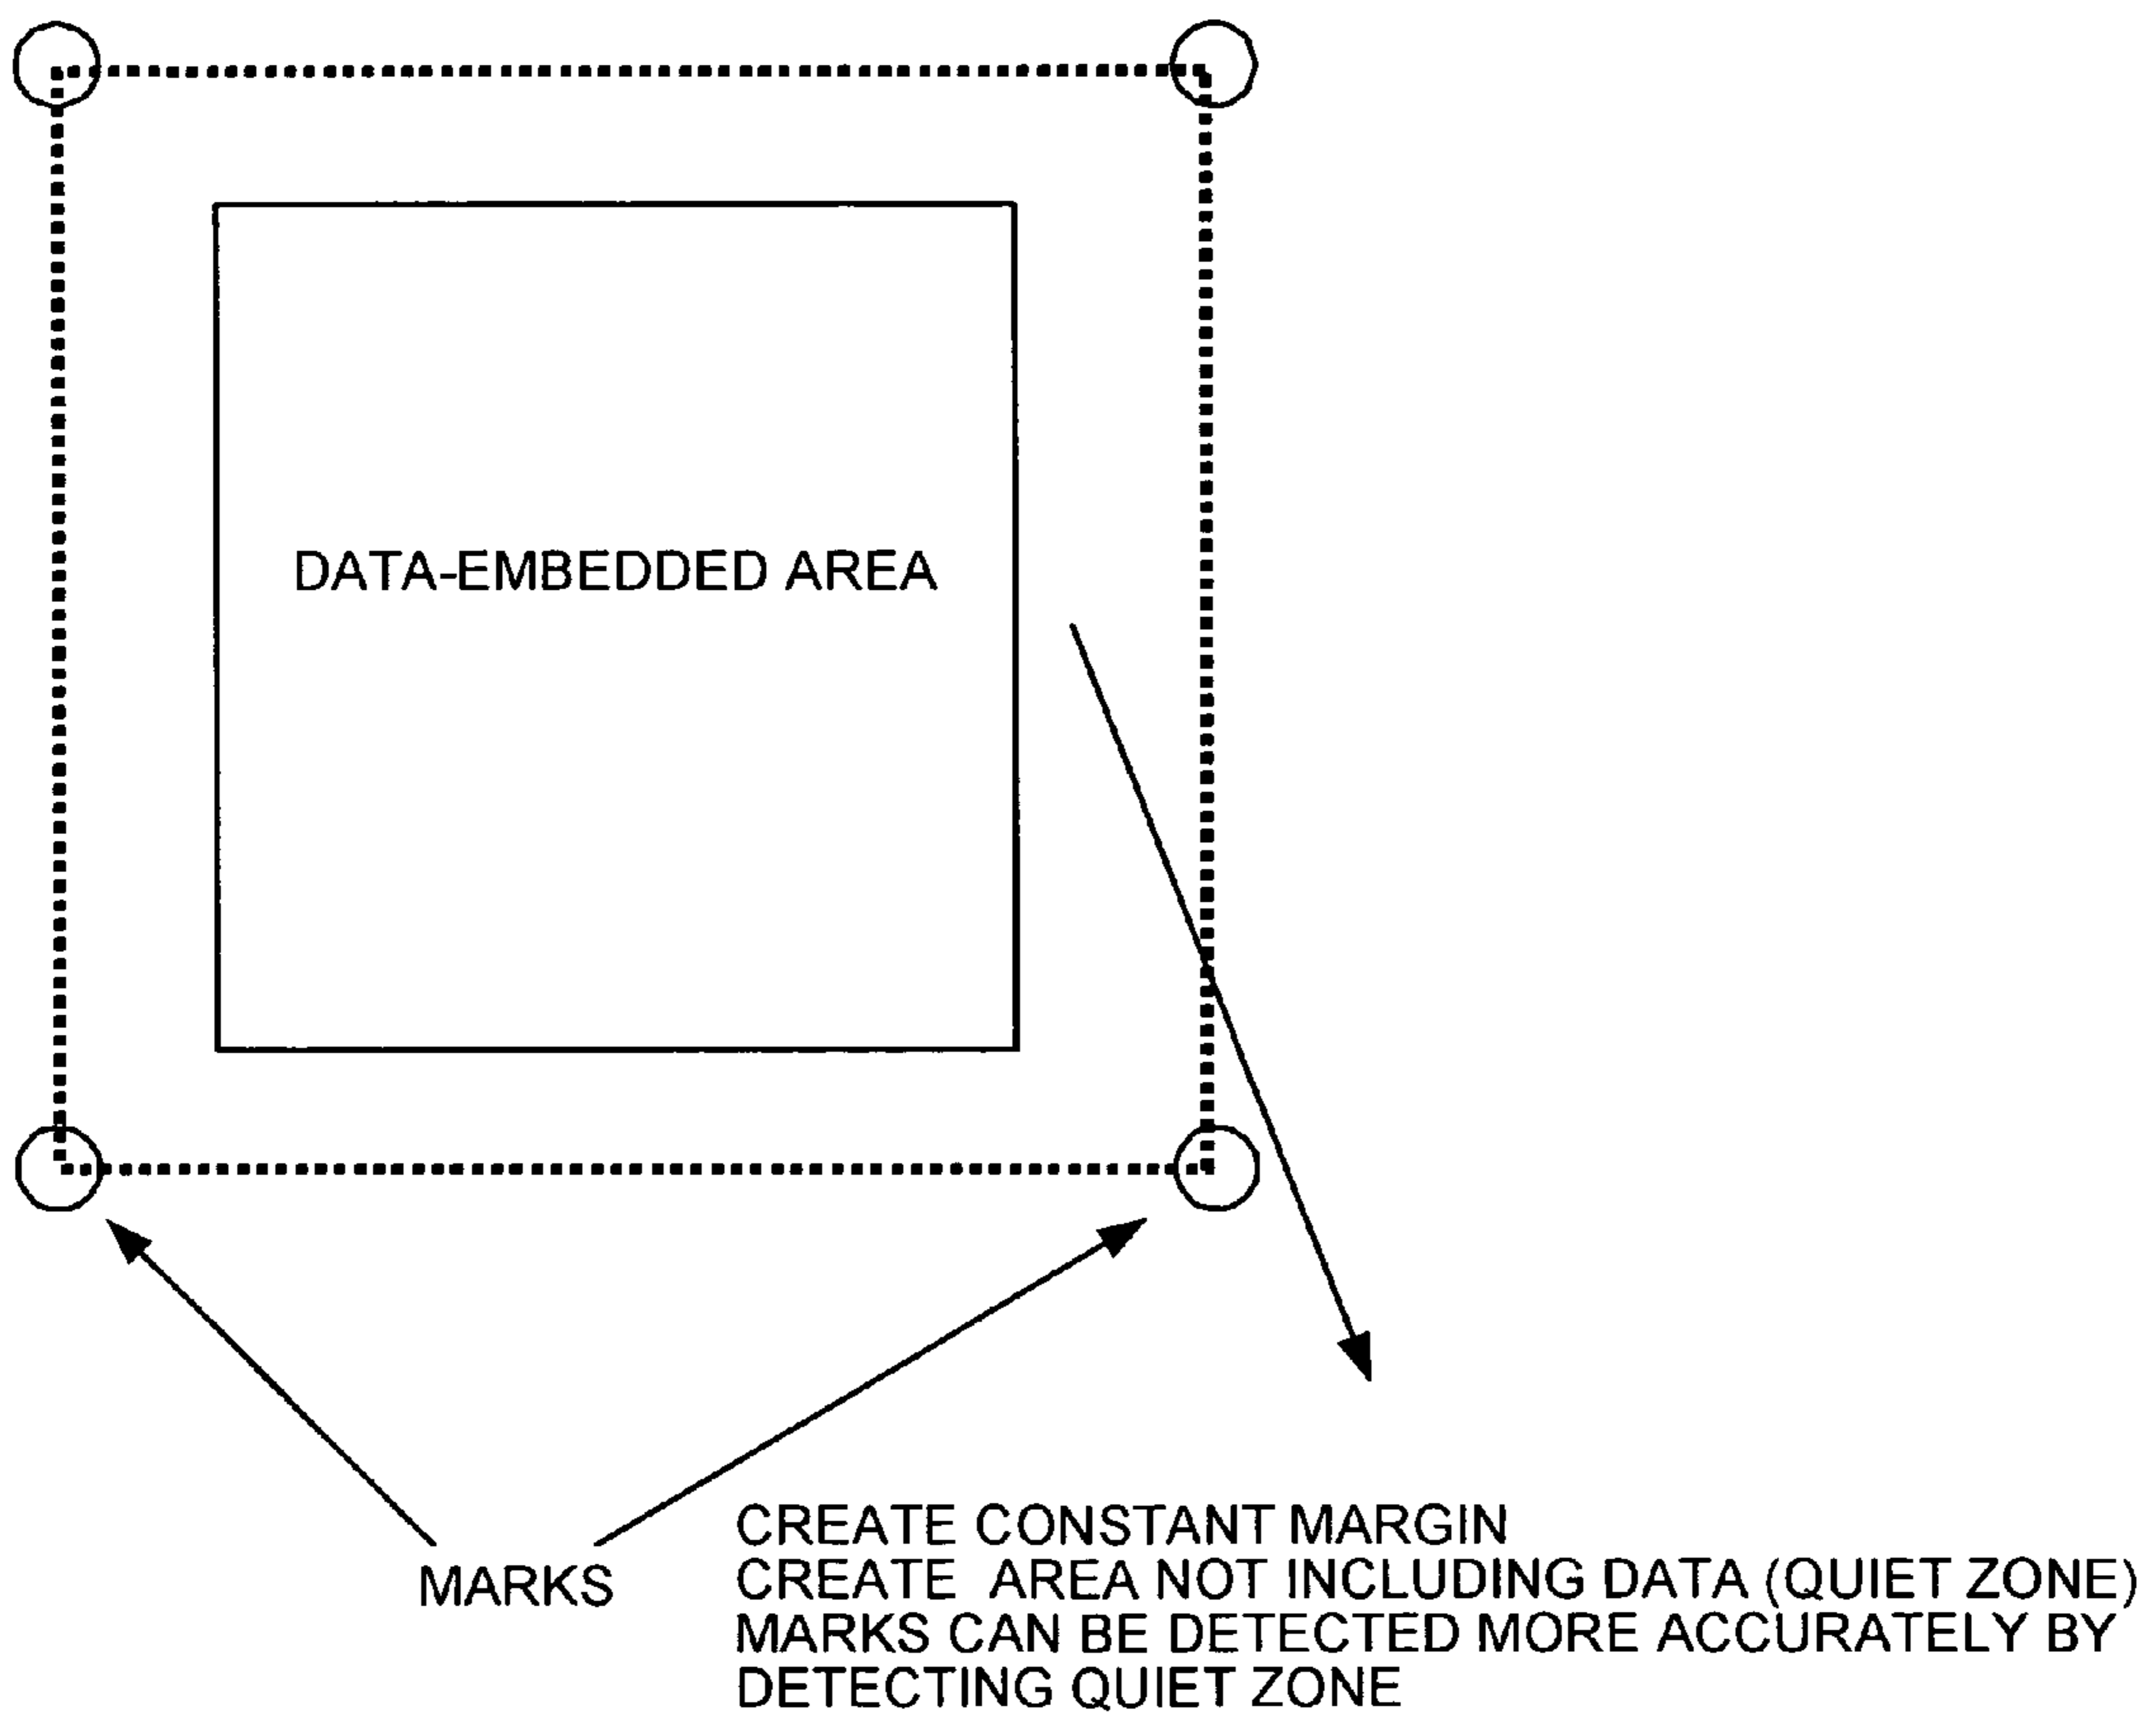 DATA-EMBEDDED AREA
MARKS
CREATE CONSTANT MARGIN
CREATE AREA NOT INCLUDING DATA (QUIET ZONE)
MARKS CAN BE DETECTED MORE ACCURATELY BY
DETECTING QUIET ZONE